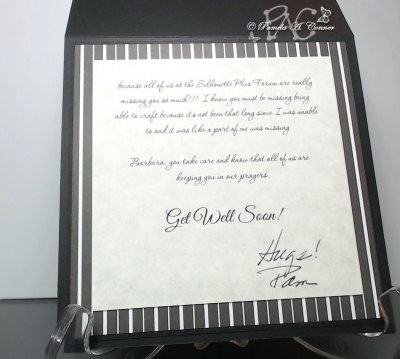 © Pamela A. Conner
because all of us at the Silhouette Plus Forum are really
missing you so much!!! I know you must be missing being
able to craft because it's not been that long since I was unable
to and it was like a part of me was missing.
Barbara, you take care and know that all of us are
keeping you in our prayers.
Get Well Soon!
Hugs!
Pam